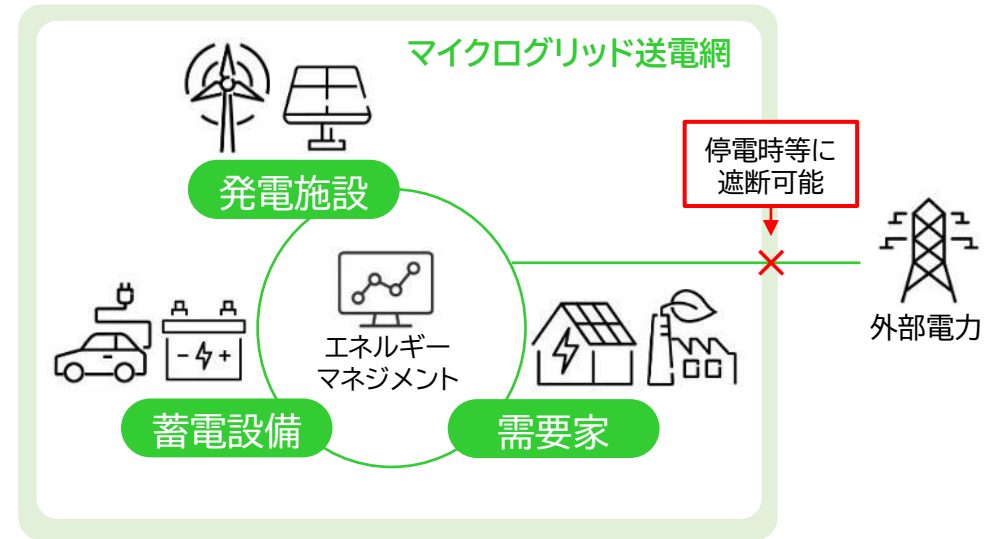 マイクログリッド送電網
停電時等に
遮断可能
発電施設
外部電力
エネルギー
マネジメント
蓄電設備
需要家